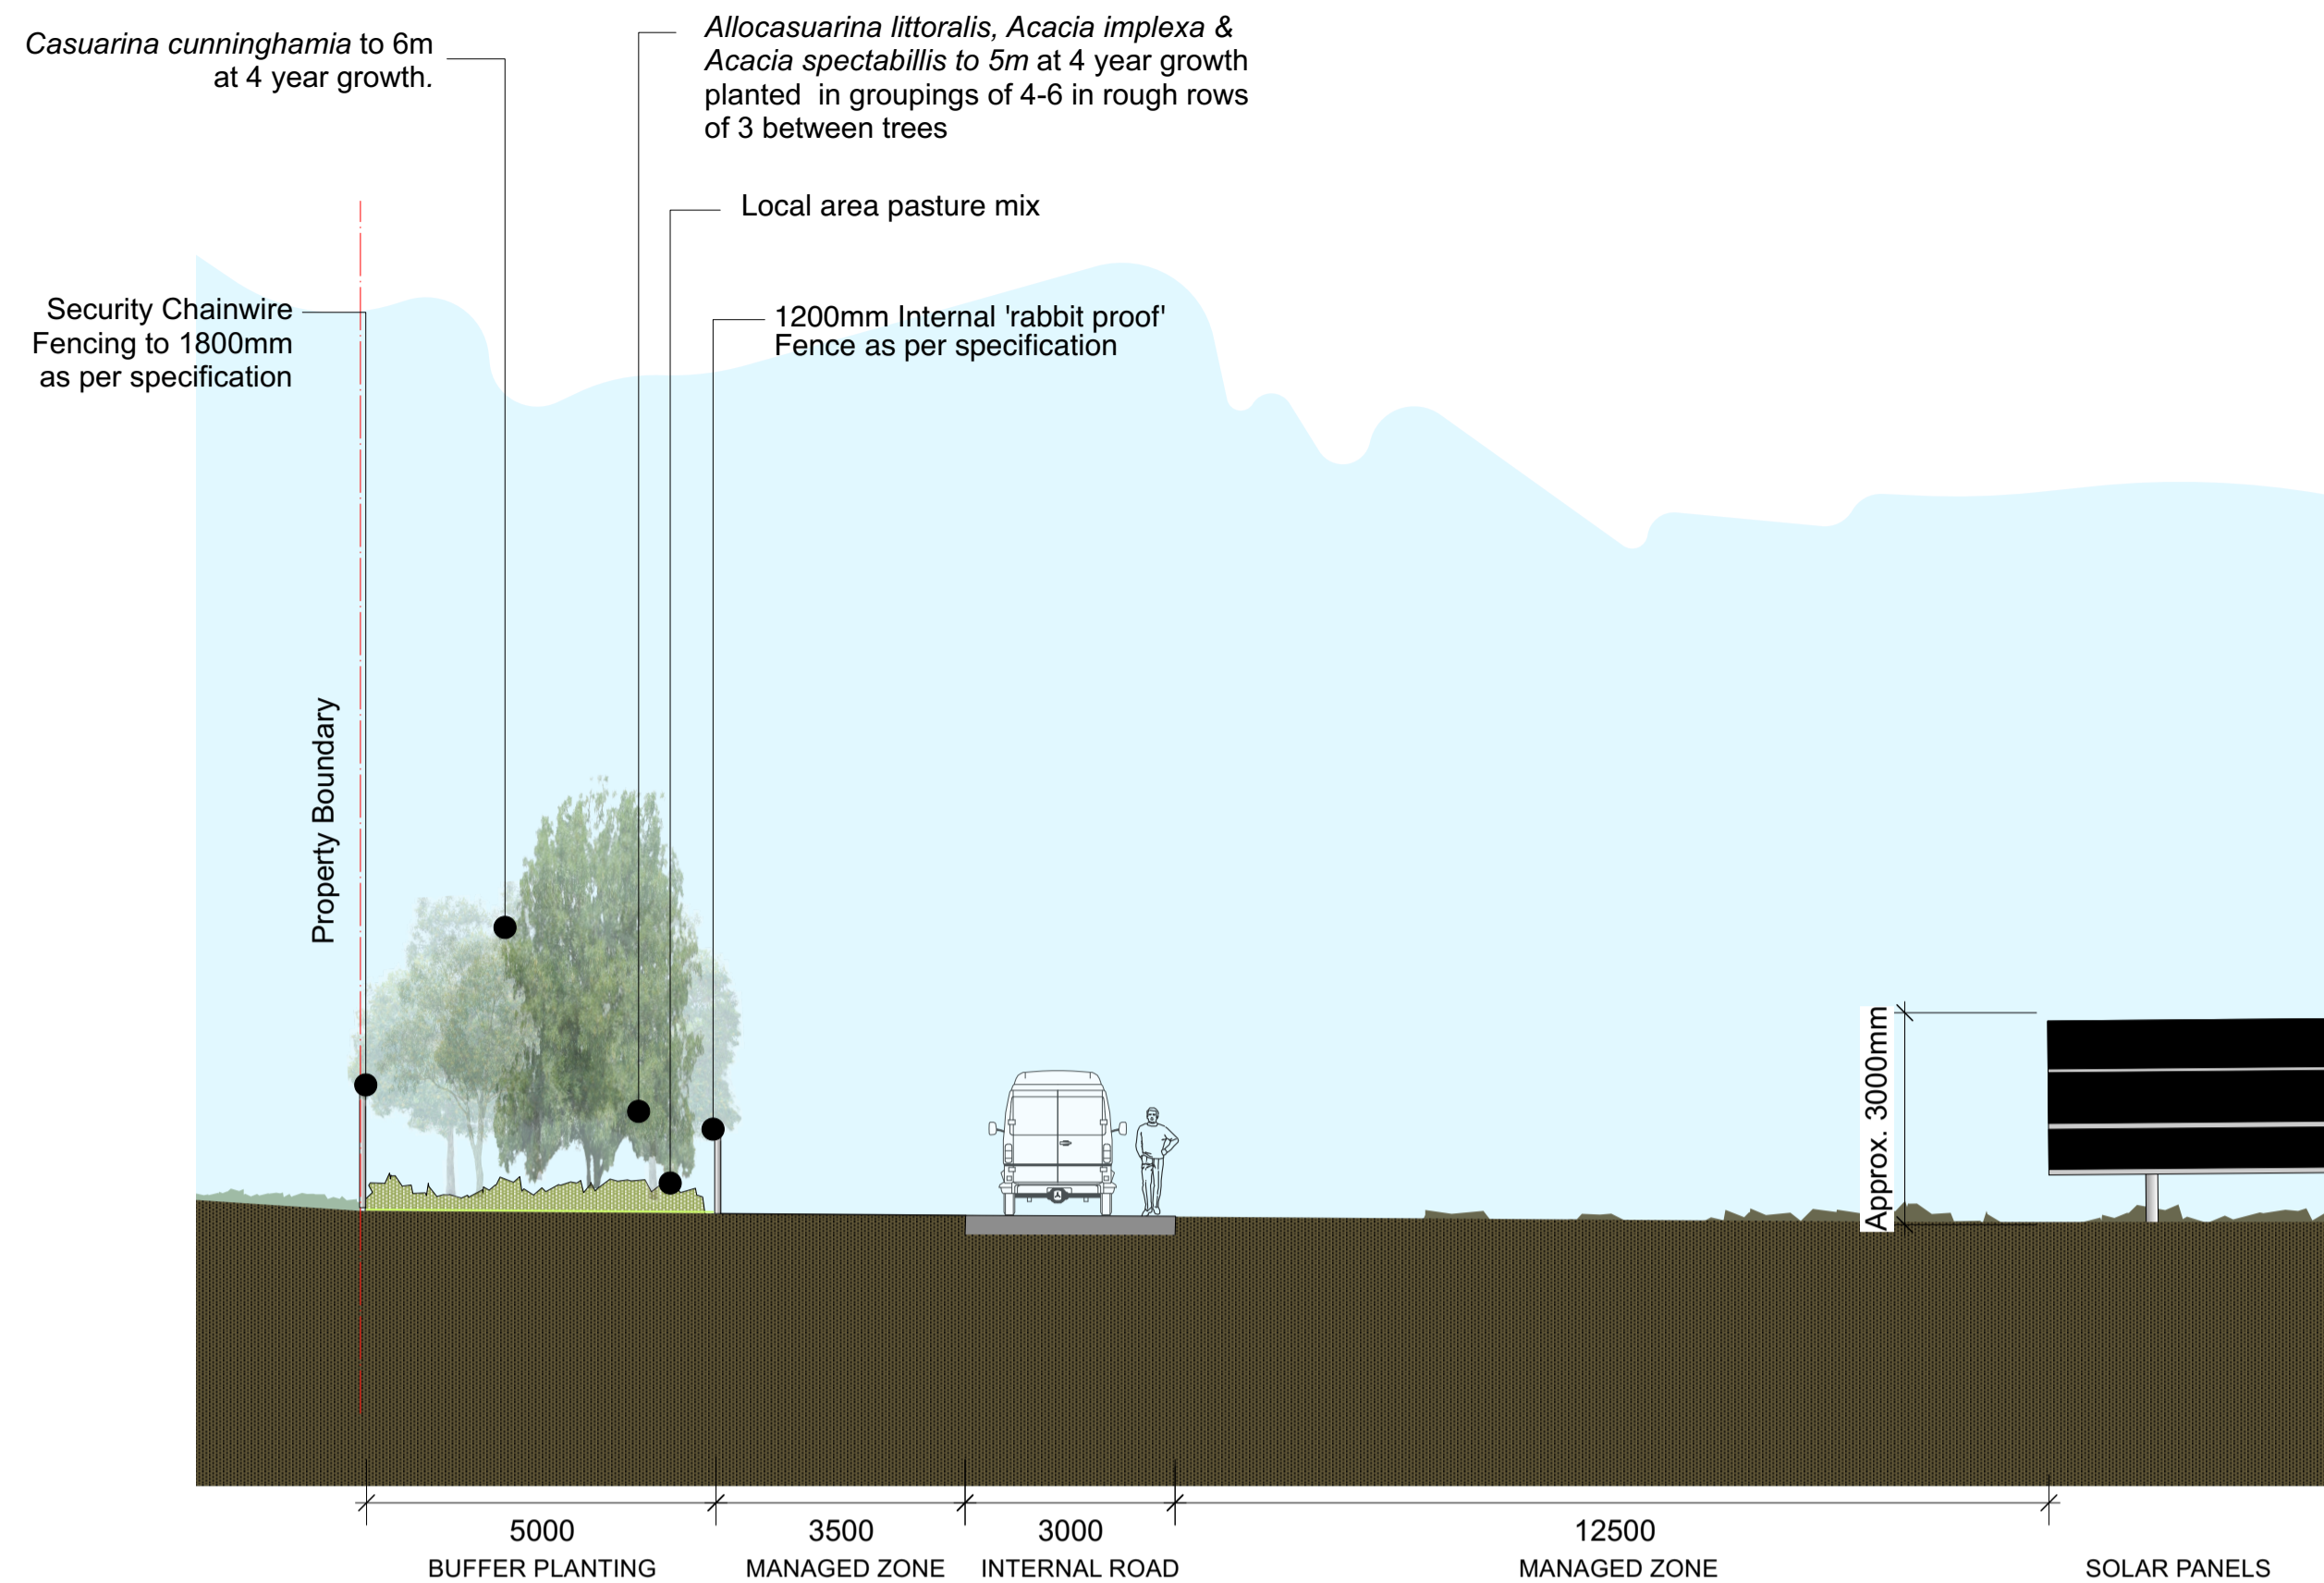 Casuarina cunninghamia to 6m
at 4 year growth.
Allocasuarina littoralis, Acacia implexa &
Acacia spectabillis to 5m at 4 year growth
planted  in groupings of 4-6 in rough rows
of 3 between trees
Local area pasture mix
Security Chainwire
Fencing to 1800mm
as per specification
1200mm Internal 'rabbit proof'
Fence as per specification
Property Boundary
Approx. 3000mm
5000
BUFFER PLANTING
3500
MANAGED ZONE
3000
INTERNAL ROAD
12500
MANAGED ZONE
SOLAR PANELS